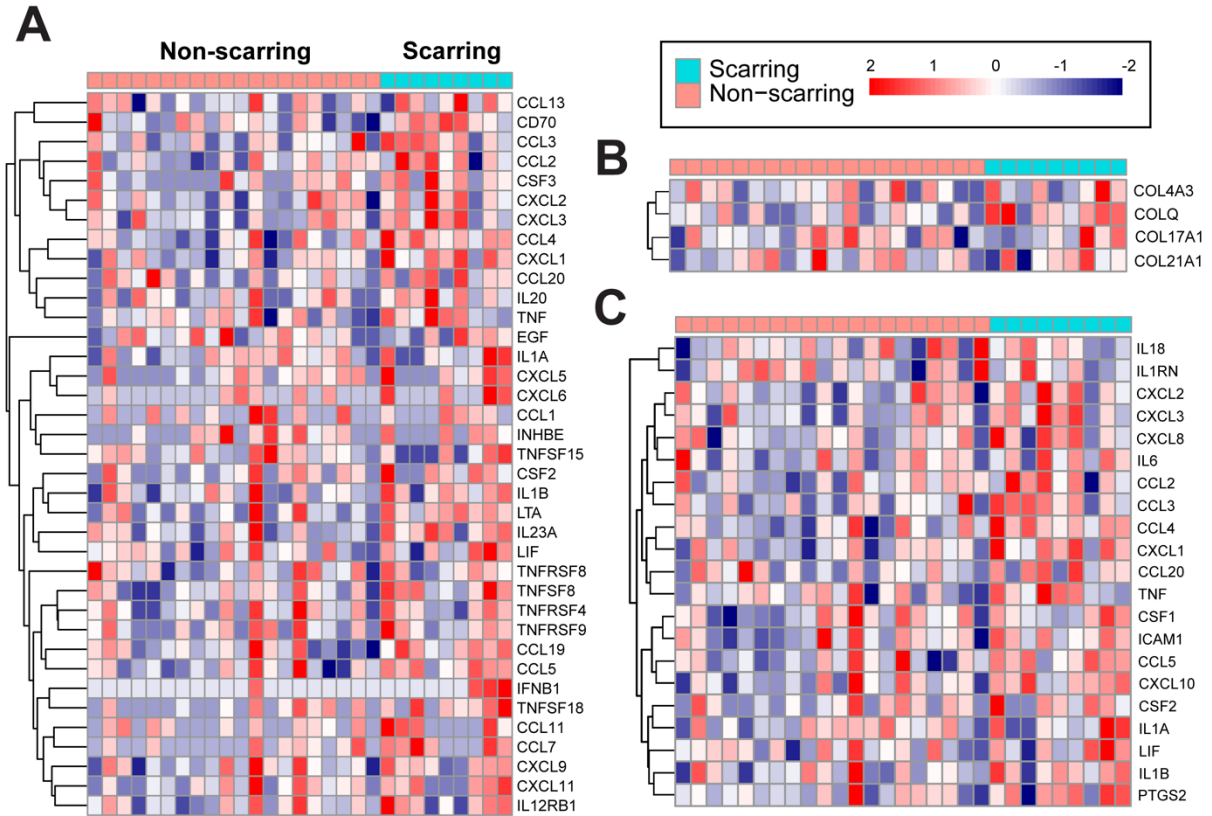 A
Non-scarring
Scarring
CCL13
CD70
CCL3
CCL2
CSF3
CXCL2
CXCL3
CCL4
CXCL1
CCL20
IL20
TNF
EGF
IL1A
CXCL5
CXCL6
CCL1
INHBE
TNFSF15
CSF2
IL1B
LTA
IL23A
LIF
TNFRSF8
TNFSF8
TNFRSF4
TNFRSF9
CCL19
CCL5
IFNB1
TNFSF18
CCL11
CCL7
CXCL9
CXCL11
IL12RB1
Scarring
Non−scarring
2 1 0 -1 -2
B
COL4A3
COLQ
COL17A1
COL21A1
C
IL18
IL1RN
CXCL2
CXCL3
CXCL8
IL6
CCL2
CCL3
CCL4
CXCL1
CCL20
TNF
CSF1
ICAM1
CCL5
CXCL10
CSF2
IL1A
LIF
IL1B
PTGS2